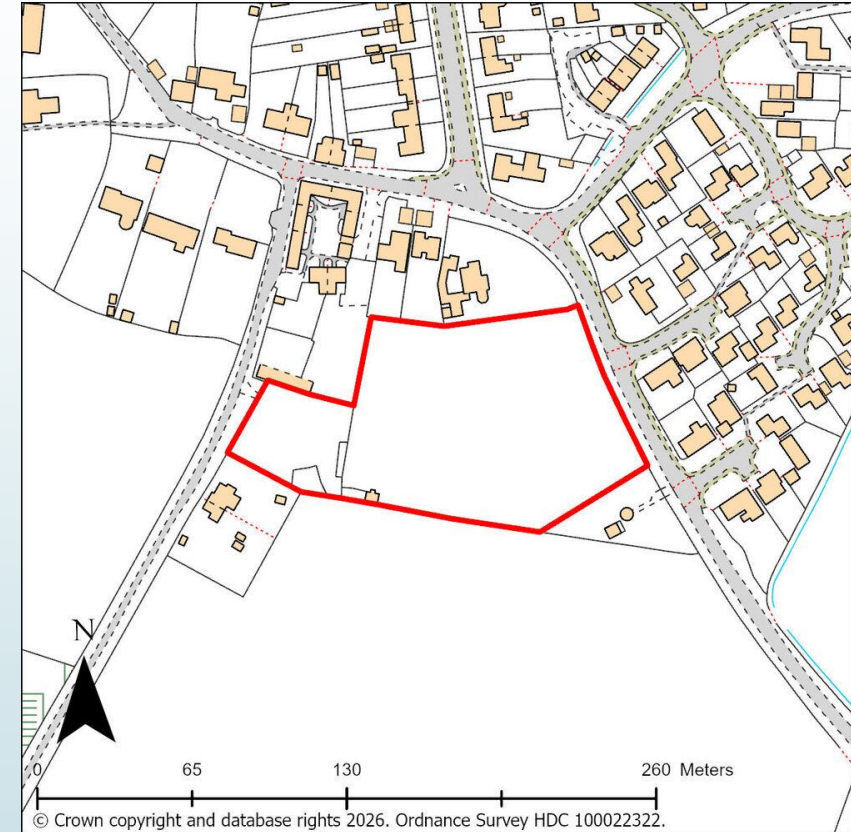 N
0 65 130 260 Meters
© Crown copyright and database rights 2026. Ordnance Survey HDC 100022322.